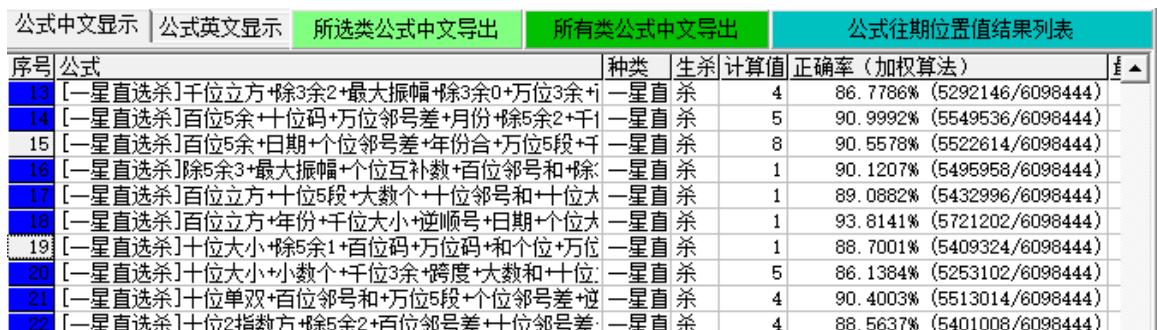 公式中文显示 公式英文显示 所选类公式中文导出 所有类公式中文导出 公式往期位置值结果列表
序号 公式 种类 生杀 计算值 正确率（加权算法）
13 [一星直选杀]千位立方+除3余2+最大振幅+除3余0+万位3余+ 一星直 杀 4 86.7786% (5292146/6098444)
14 [一星直选杀]百位5余+十位码+万位邻号差+月份+除5余2+千 一星直 杀 5 90.9992% (5549536/6098444)
15 [一星直选杀]百位5余+日期+个位邻号差+年份合+万位5段+千 一星直 杀 8 90.5578% (5522614/6098444)
16 [一星直选杀]除5余3+最大振幅+个位互补数+百位邻号和+除 一星直 杀 1 90.1207% (5495958/6098444)
17 [一星直选杀]百位立方+十位5段+大数个+十位邻号和+十位大 一星直 杀 1 89.0882% (5432996/6098444)
18 [一星直选杀]百位立方+年份+千位大小+逆顺号+日期+个位大 一星直 杀 1 93.8141% (5721202/6098444)
19 [一星直选杀]十位大小+除5余1+百位码+万位码+和个位+万位 一星直 杀 1 88.7001% (5409324/6098444)
20 [一星直选杀]十位大小+小数个+千位3余+跨度+大数和+十位 一星直 杀 5 86.1384% (5253102/6098444)
21 [一星直选杀]十位单双+百位邻号和+万位5段+个位邻号差+逆 一星直 杀 4 90.4003% (5513014/6098444)
22 [一星直选杀]十位2指数方+除5余2+百位邻号差+十位邻号差 一星直 杀 4 88.5637% (5401008/6098444)